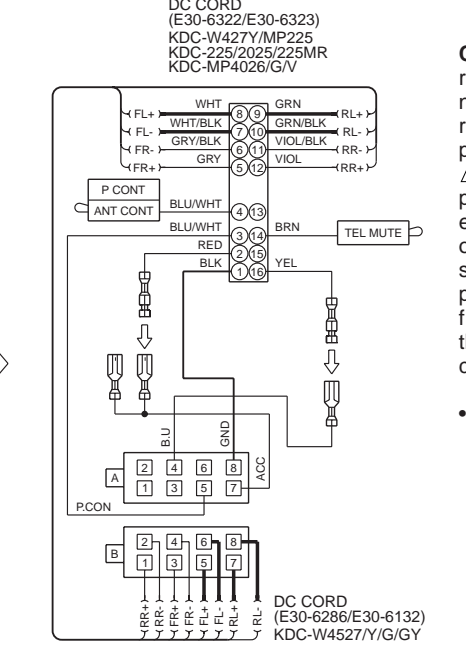 DC CORD
(E30-6322/E30-6323)
KDC-W427Y/MP225
KDC-225/2025/225MR
KDC-MP4026/G/V
FL+ WHT 8 9 GRN RL+
FL- WHT/BLK 7 10 GRN/BLK RL-
FR- GRY/BLK 6 11 VIOL/BLK RR-
FR+ GRY 5 12 VIOL RR+
P CONT
ANT CONT BLU/WHT 4 13
BLU/WHT 3 14 BRN TEL MUTE
RED 2 15
BLK 1 16 YEL
B.U GND ACC
A 2 4 6 8
1 3 5 7
P.CON
B 2 4 6 8
1 3 5 7
RR+ RR- FR+ FR- FL+ FL- RL+ RL-
DC CORD
(E30-6286/E30-6132)
KDC-W4527/Y/G/GY